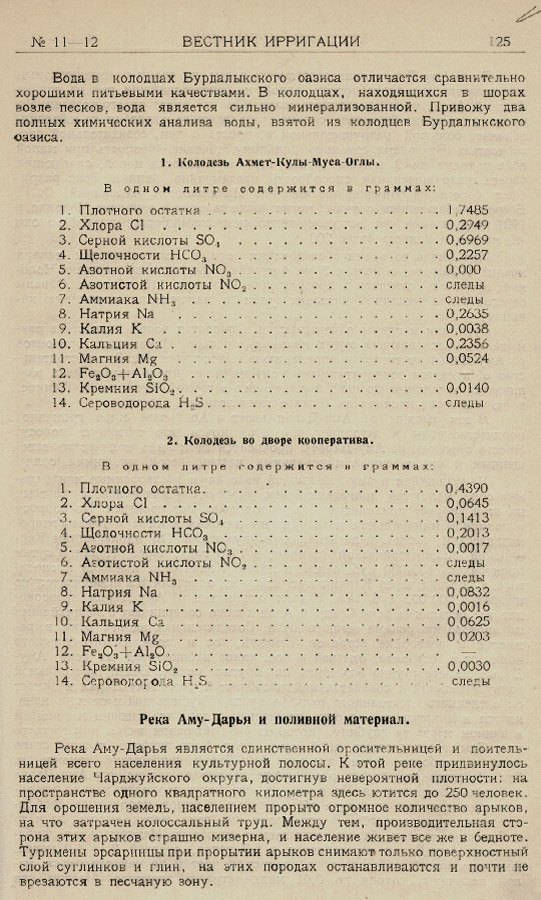 № 11—12 ВЕСТНИК ИРРИГАЦИИ 125
Вода в колодцах Бурдалыкского оазиса отличается сравнительно
хорошими питьевыми качествами. В колодцах, находящихся в шорах
возле песков, вода является сильно минерализованной. Привожу два
полных химических анализа воды, взятой из колодцев Бурдалыкского
оазиса.
1. Колодезь Ахмет-Кулы-Муса-Оглы.
В одном литре содержится в граммах:
1. Плотного остатка . . . . . . . . . . . . . . . 1,7485
2. Хлора Cl . . . . . . . . . . . . . . . . . . 0,2949
3. Серной кислоты SO₄ . . . . . . . . . . . . . 0,6969
4. Щелочности HCO₃ . . . . . . . . . . . . . . 0,2257
5. Азотной кислоты NO₃ . . . . . . . . . . . . . 0,000
6. Азотистой кислоты NO₂ . . . . . . . . . . . . следы
7. Аммиака NH₃ . . . . . . . . . . . . . . . . следы
8. Натрия Na . . . . . . . . . . . . . . . . . 0,2635
9. Калия K . . . . . . . . . . . . . . . . . . 0,0038
10. Кальция Ca . . . . . . . . . . . . . . . . . 0,2356
11. Магния Mg . . . . . . . . . . . . . . . . . 0,0524
12. Fe₂O₃+Al₂O₃ . . . . . . . . . . . . . . . . —
13. Кремния SiO₂ . . . . . . . . . . . . . . . . 0,0140
14. Сероводорода H₂S . . . . . . . . . . . . . . следы
2. Колодезь во дворе кооператива.
В одном литре содержится в граммах:
1. Плотного остатка. . . . . . . . . . . . . . . 0,4390
2. Хлора Cl . . . . . . . . . . . . . . . . . . 0,0645
3. Серной кислоты SO₄ . . . . . . . . . . . . . 0,1413
4. Щелочности HCO₃ . . . . . . . . . . . . . . 0,2013
5. Азотной кислоты NO₃ . . . . . . . . . . . . . 0,0017
6. Азотистой кислоты NO₂ . . . . . . . . . . . . следы
7. Аммиака NH₃ . . . . . . . . . . . . . . . . следы
8. Натрия Na . . . . . . . . . . . . . . . . . 0,0832
9. Калия K . . . . . . . . . . . . . . . . . . 0,0016
10. Кальция Ca . . . . . . . . . . . . . . . . . 0,0625
11. Магния Mg . . . . . . . . . . . . . . . . . 0,0203
12. Fe₂O₃+Al₂O₃ . . . . . . . . . . . . . . . . —
13. Кремния SiO₂ . . . . . . . . . . . . . . . . 0,0030
14. Сероводорода H₂S . . . . . . . . . . . . . . следы
Река Аму-Дарья и поливной материал.
Река Аму-Дарья является единственной оросительницей и поитель-
ницей всего населения культурной полосы. К этой реке придвинулось
население Чарджуйского округа, достигнув невероятной плотности: на
пространстве одного квадратного километра здесь ютится до 250 человек.
Для орошения земель, населением прорыто огромное количество арыков,
на что затрачен колоссальный труд. Между тем, производительная сто-
рона этих арыков страшно мизерна, и население живет все же в бедноте.
Туркмены эрсаринцы при прорытии арыков снимают только поверхностный
слой суглинков и глин, на этих породах останавливаются и почти не
врезаются в песчаную зону.